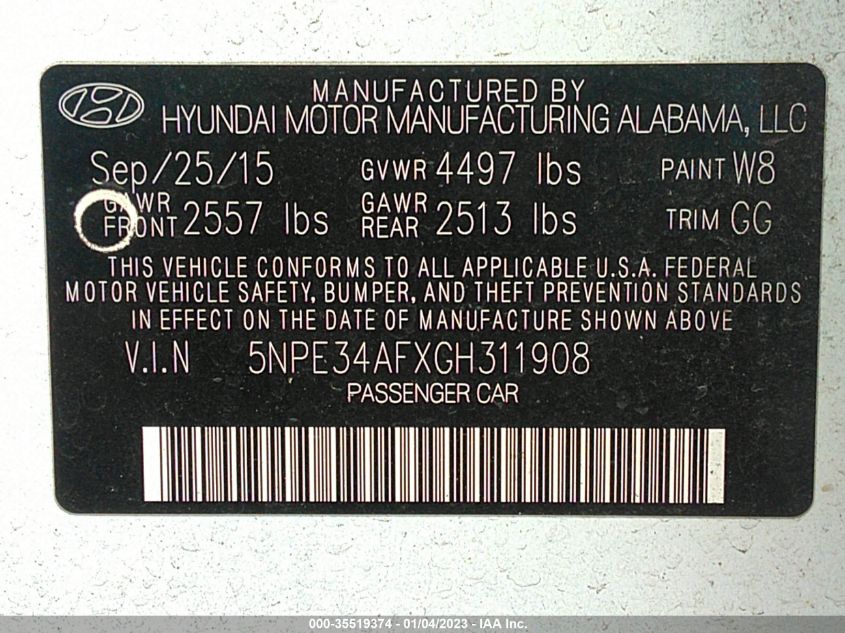 MANUFACTURED BY
HYUNDAI MOTOR MANUFACTURING ALABAMA, LLC
Sep/25/15 GVWR 4497 lbs PAINT W8
GAWR FRONT 2557 lbs GAWR REAR 2513 lbs TRIM GG
THIS VEHICLE CONFORMS TO ALL APPLICABLE U.S.A. FEDERAL
MOTOR VEHICLE SAFETY, BUMPER, AND THEFT PREVENTION STANDARDS
IN EFFECT ON THE DATE OF MANUFACTURE SHOWN ABOVE
V.I.N 5NPE34AFXGH311908
PASSENGER CAR
000-35519374 - 01/04/2023 - IAA Inc.